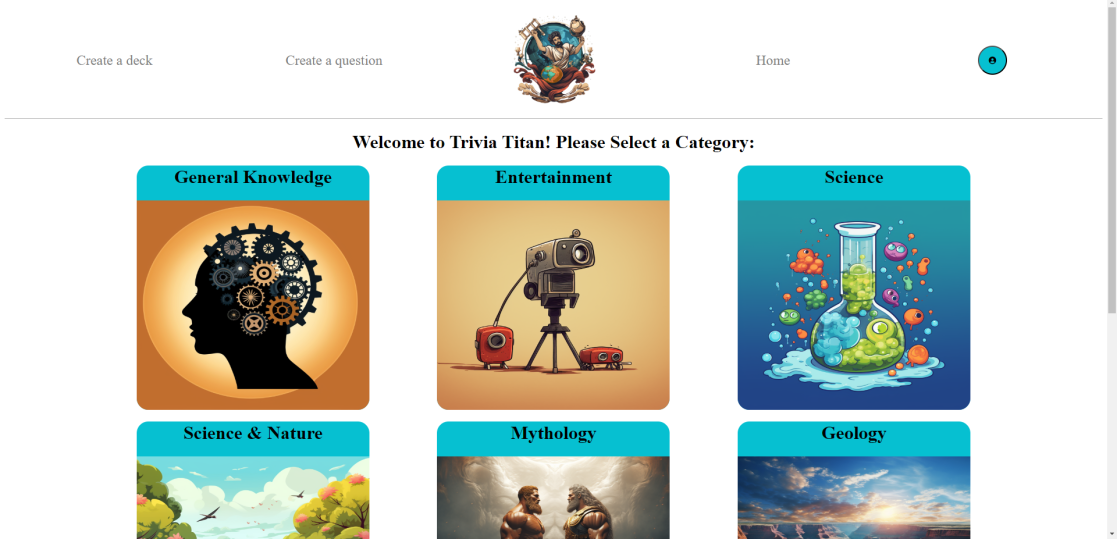 Create a deck
Create a question
Home
Welcome to Trivia Titan! Please Select a Category:
General Knowledge
Entertainment
Science
Science & Nature
Mythology
Geology